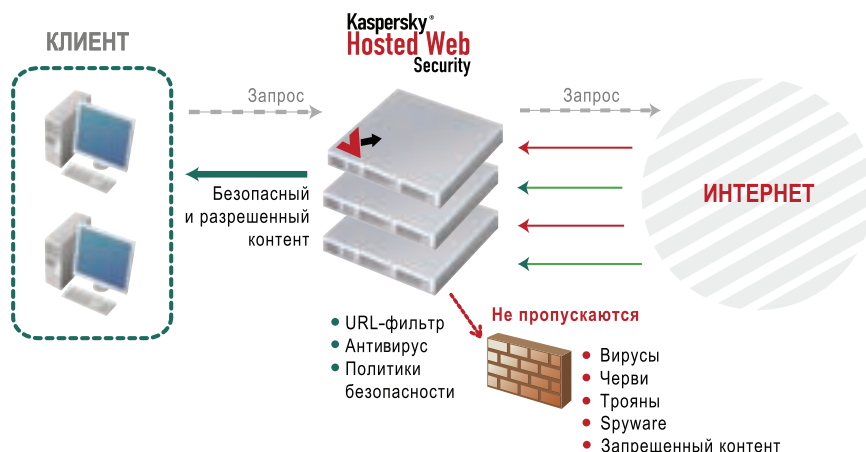 КЛИЕНТ
Kaspersky®
Hosted Web
Security
Запрос
Запрос
Безопасный
и разрешенный
контент
ИНТЕРНЕТ
• URL-фильтр
• Антивирус
• Политики
безопасности
Не пропускаются
• Вирусы
• Черви
• Трояны
• Spyware
• Запрещенный контент